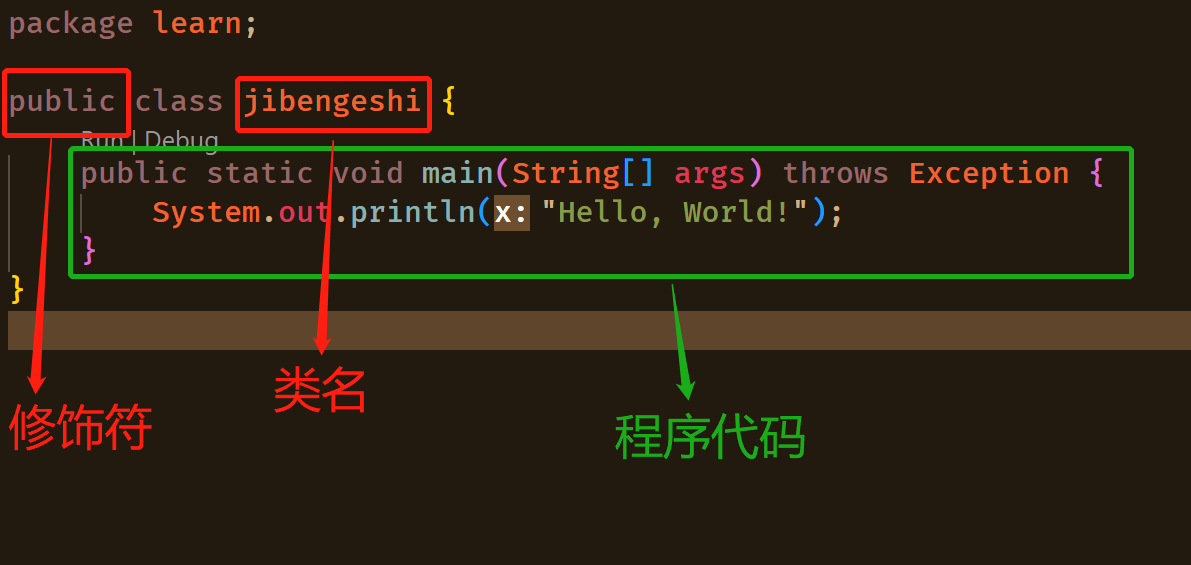 package learn;
public class jibengeshi {
Run | Debug
public static void main(String[] args) throws Exception {
System.out.println(x: "Hello, World!");
}
}
类名
修饰符
程序代码